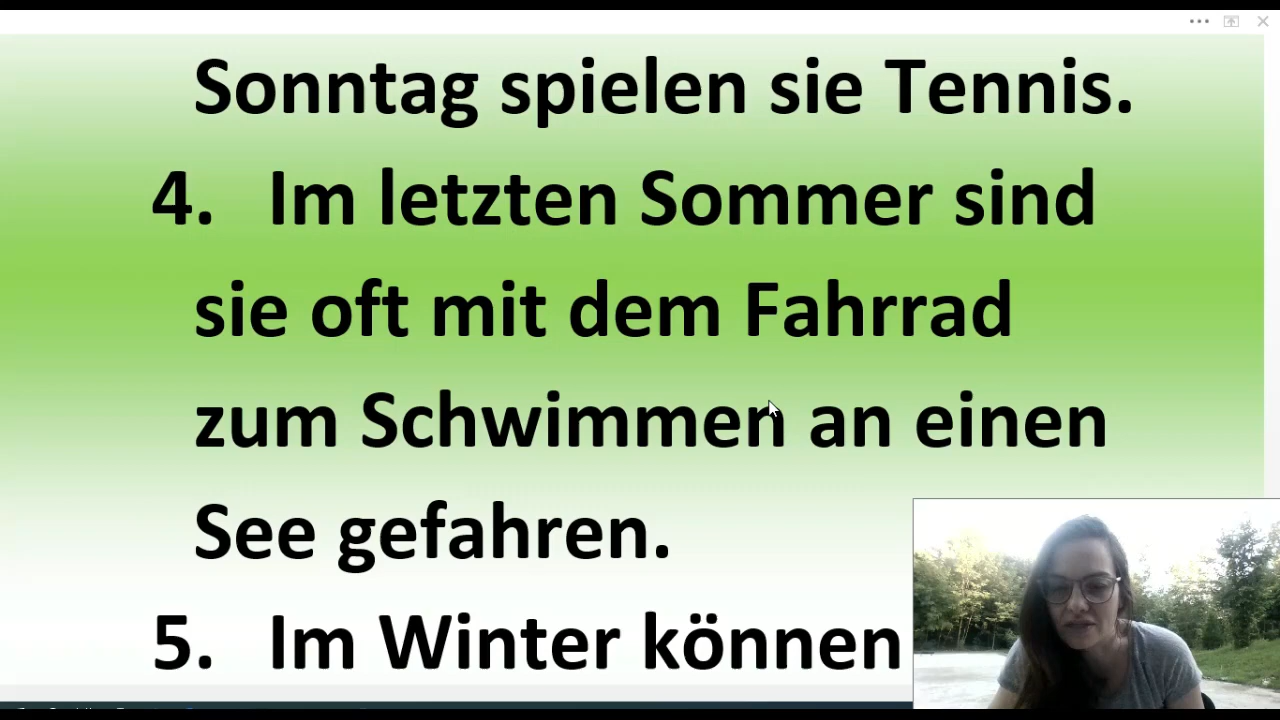 Sonntag spielen sie Tennis.
4. Im letzten Sommer sind
sie oft mit dem Fahrrad
zum Schwimmen an einen
See gefahren.
5. Im Winter können